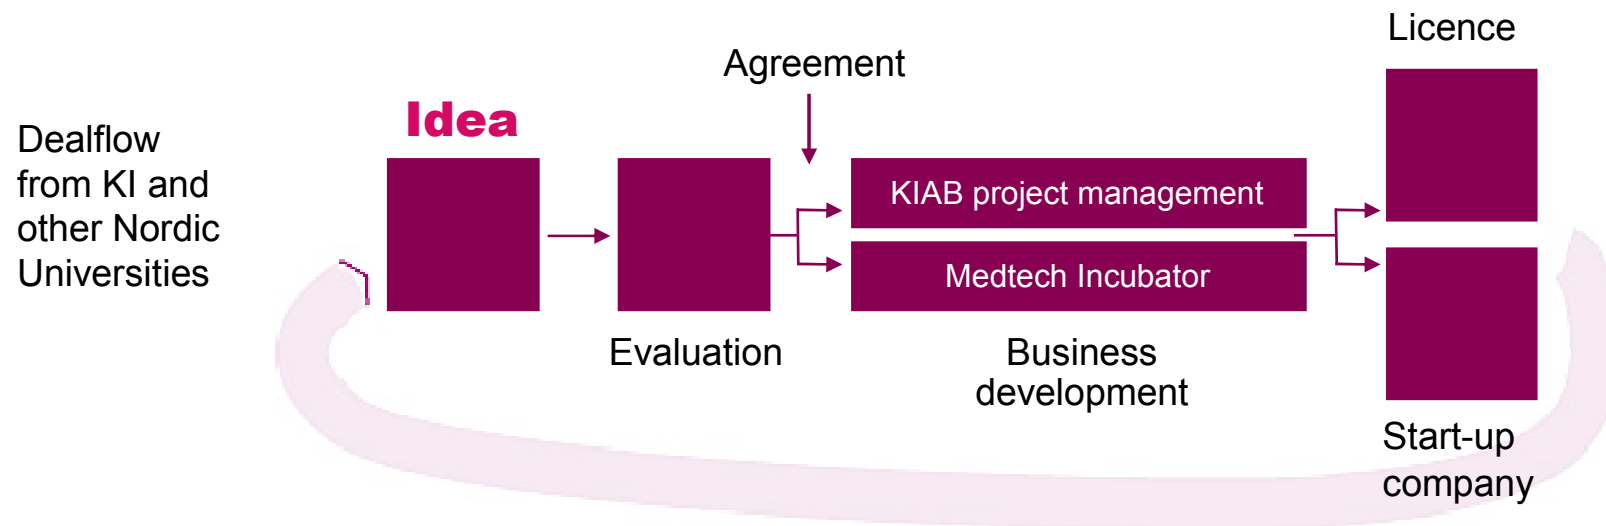 Dealflow
from KI and
other Nordic
Universities
Idea
Evaluation
Agreement
KIAB project management
Medtech Incubator
Business
development
Licence
Start-up
company